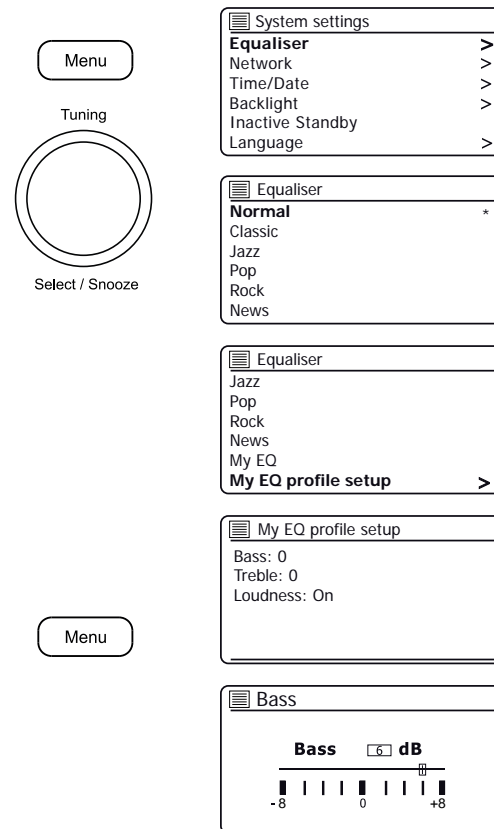 Menu
Tuning
Select / Snooze
System settings
Equaliser >
Network >
Time/Date >
Backlight >
Inactive Standby
Language >
Equaliser
Normal *
Classic
Jazz
Pop
Rock
News
Equaliser
Jazz
Pop
Rock
News
My EQ
My EQ profile setup >
Menu
My EQ profile setup
Bass: 0
Treble: 0
Loudness: On
Bass
Bass 6 dB
-8 0 +8